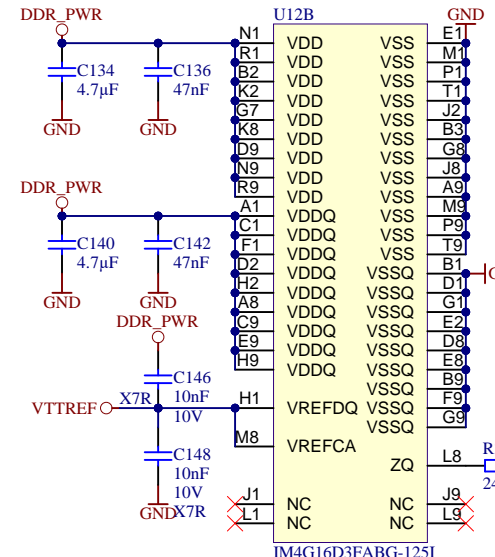 DDR_PWR
U12B
GND
N1 VDD VSS E1
R1 VDD VSS M1
B2 VDD VSS P1
K2 VDD VSS T1
G7 VDD VSS J2
K8 VDD VSS B3
D9 VDD VSS G8
N9 VDD VSS J8
R9 VDD VSS A9
A1 VDDQ VSS M9
C1 VDDQ VSS P9
F1 VDDQ VSS T9
D2 VDDQ VSSQ B1
H2 VDDQ VSSQ D1
A8 VDDQ VSSQ G1
C9 VDDQ VSSQ E2
E9 VDDQ VSSQ D8
H9 VDDQ VSSQ E8
VSSQ B9
H1 VREFDQ VSSQ F9
VSSQ G9
M8 VREFCA
ZQ L8
J1 NC NC J9
L1 NC NC L9
IM4G16D3FABG-125I
C134
4.7µF
GND
C136
47nF
GND
DDR_PWR
C140
4.7µF
GND
C142
47nF
GND
DDR_PWR
C146
10nF
10V
X7R
VTTREF
C148
10nF
10V
X7R
GND
R
24